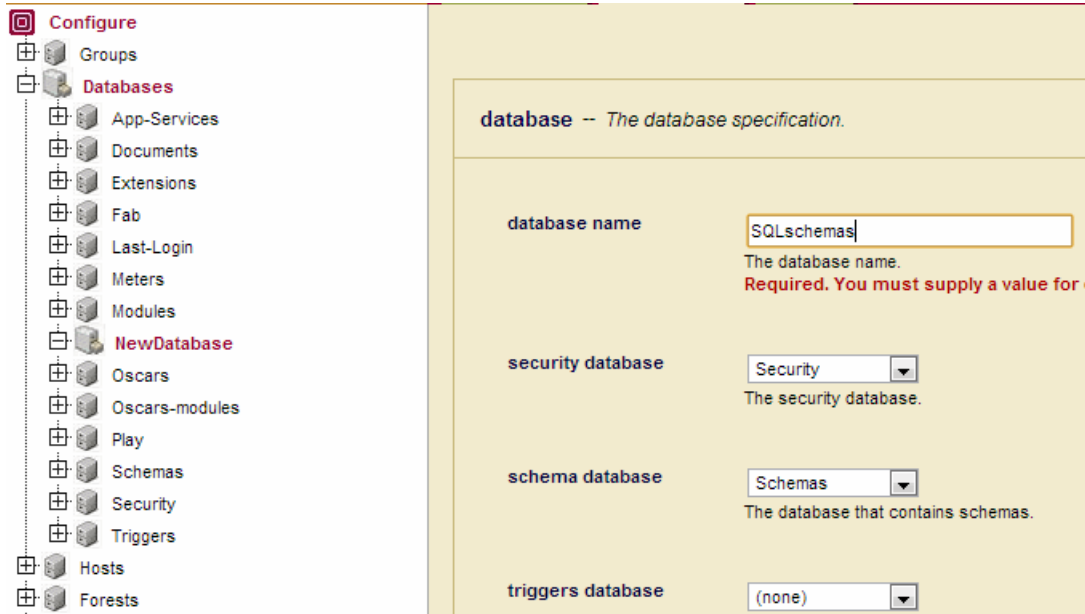 Configure
Groups
Databases
App-Services
Documents
Extensions
Fab
Last-Login
Meters
Modules
NewDatabase
Oscars
Oscars-modules
Play
Schemas
Security
Triggers
Hosts
Forests
database -- The database specification.
database name
SQLschemas
The database name.
Required. You must supply a value for
security database
Security
The security database.
schema database
Schemas
The database that contains schemas.
triggers database
(none)